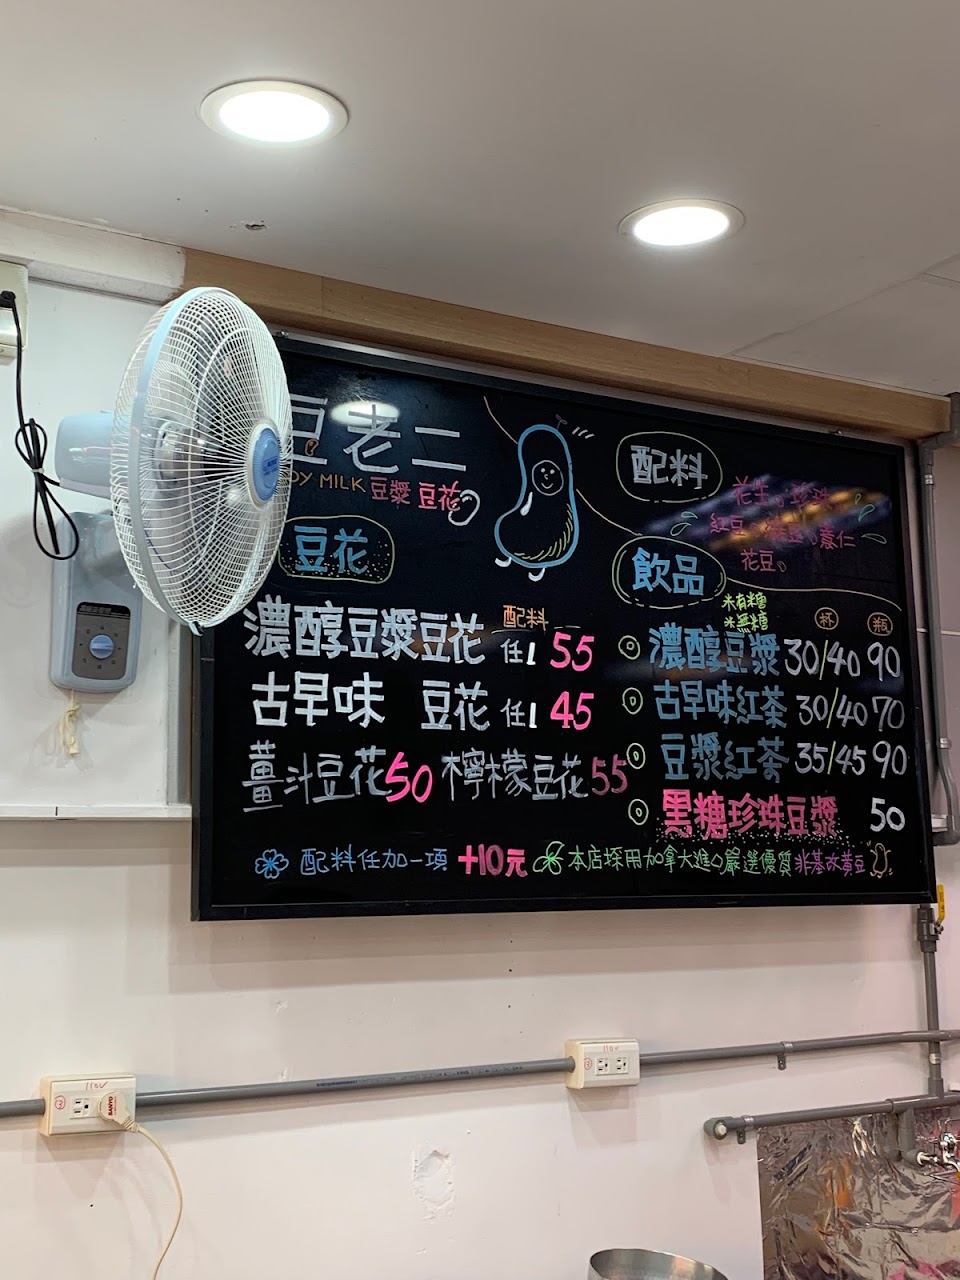 豆老二
DY MILK 豆漿 豆花
豆花
配料
濃醇豆漿豆花 任1 55
古早味 豆花 任1 45
薑汁豆花50 檸檬豆花55
配料任加一項 +10元
配料
花生。珍珠
紅豆。綠豆。薏仁
花豆。
飲品
米有糖
米無糖
杯 瓶
濃醇豆漿 30/40 90
古早味紅茶 30/40 70
豆漿紅茶 35/45 90
黑糖珍珠豆漿 50
本店採用加拿大進口嚴選優質非基改黃豆
110V
SANYO
110V